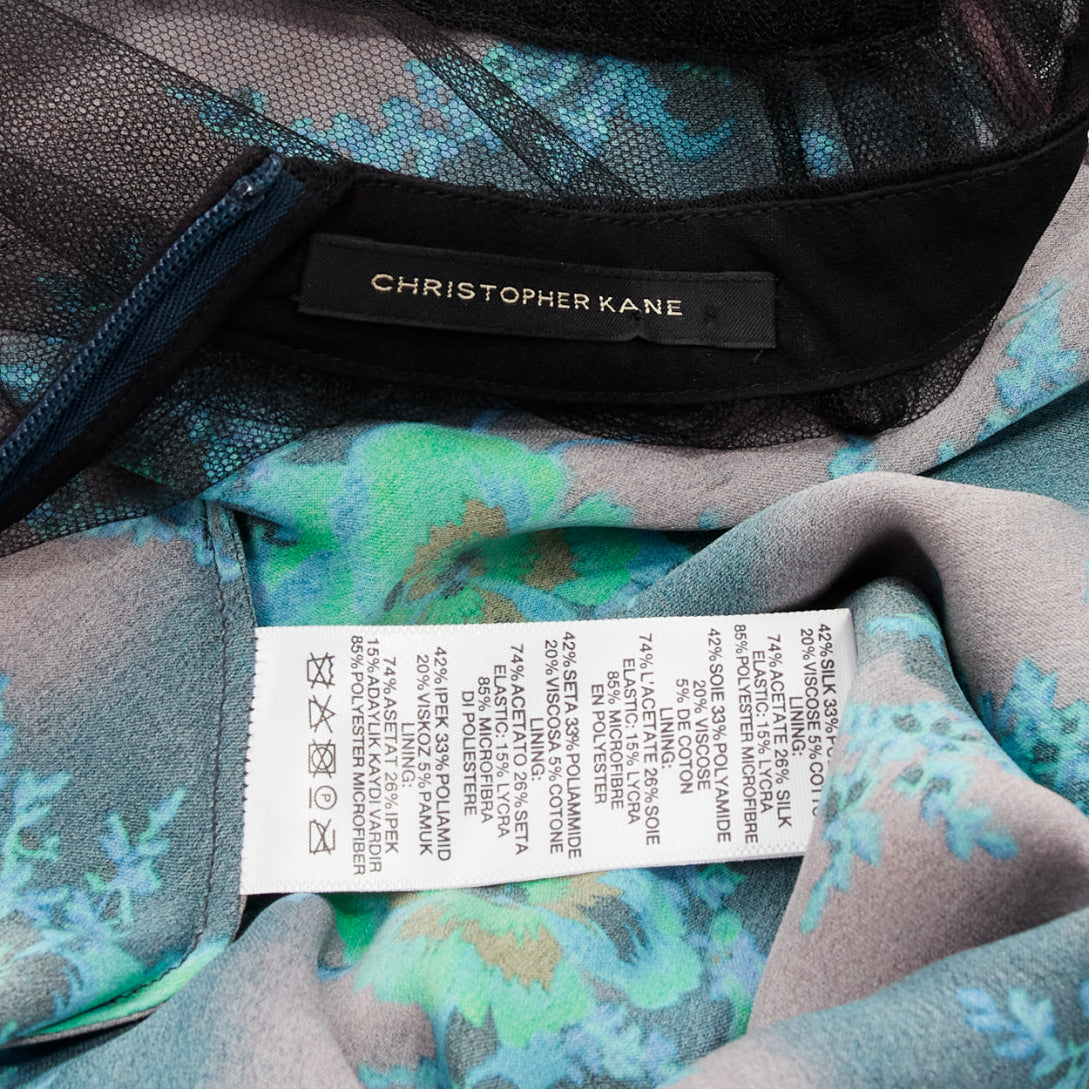 CHRISTOPHER KANE
42% SILK 33%
20% VISCOSE 5%
LINING:
74% ACETATE 26% SILK
ELASTIC: 15% LYCRA
85% POLYESTER MICROFIBRE
42% SOIE 33% POLYAMIDE
20% VISCOSE
5% DE COTON
74% L'ACETATE 26% SOIE
ELASTIC: 15% LYCRA
85% MICROFIBRE
EN POLYESTER
42% SETA 33% POLIAMMIDE
20% VISCOSA 5% COTONE
LINING:
74% ACETATO 26% SETA
ELASTIC: 15% LYCRA
85% MICROFIBRA
DI POLIESTERE
42% IPEK 33% POLIAMID
20% VISKOZ 5% PAMUK
LINING:
74% ASETAT 26% IPEK
15% ADAYLIK KAYDI VARDIR
85% POLYESTER MICROFIBER
P